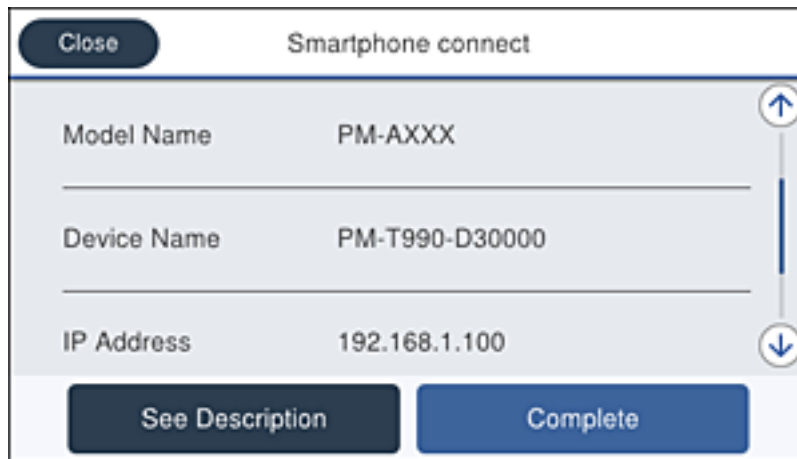 Close
Smartphone connect
Model Name PM-AXXX
Device Name PM-T990-D30000
IP Address 192.168.1.100
See Description
Complete